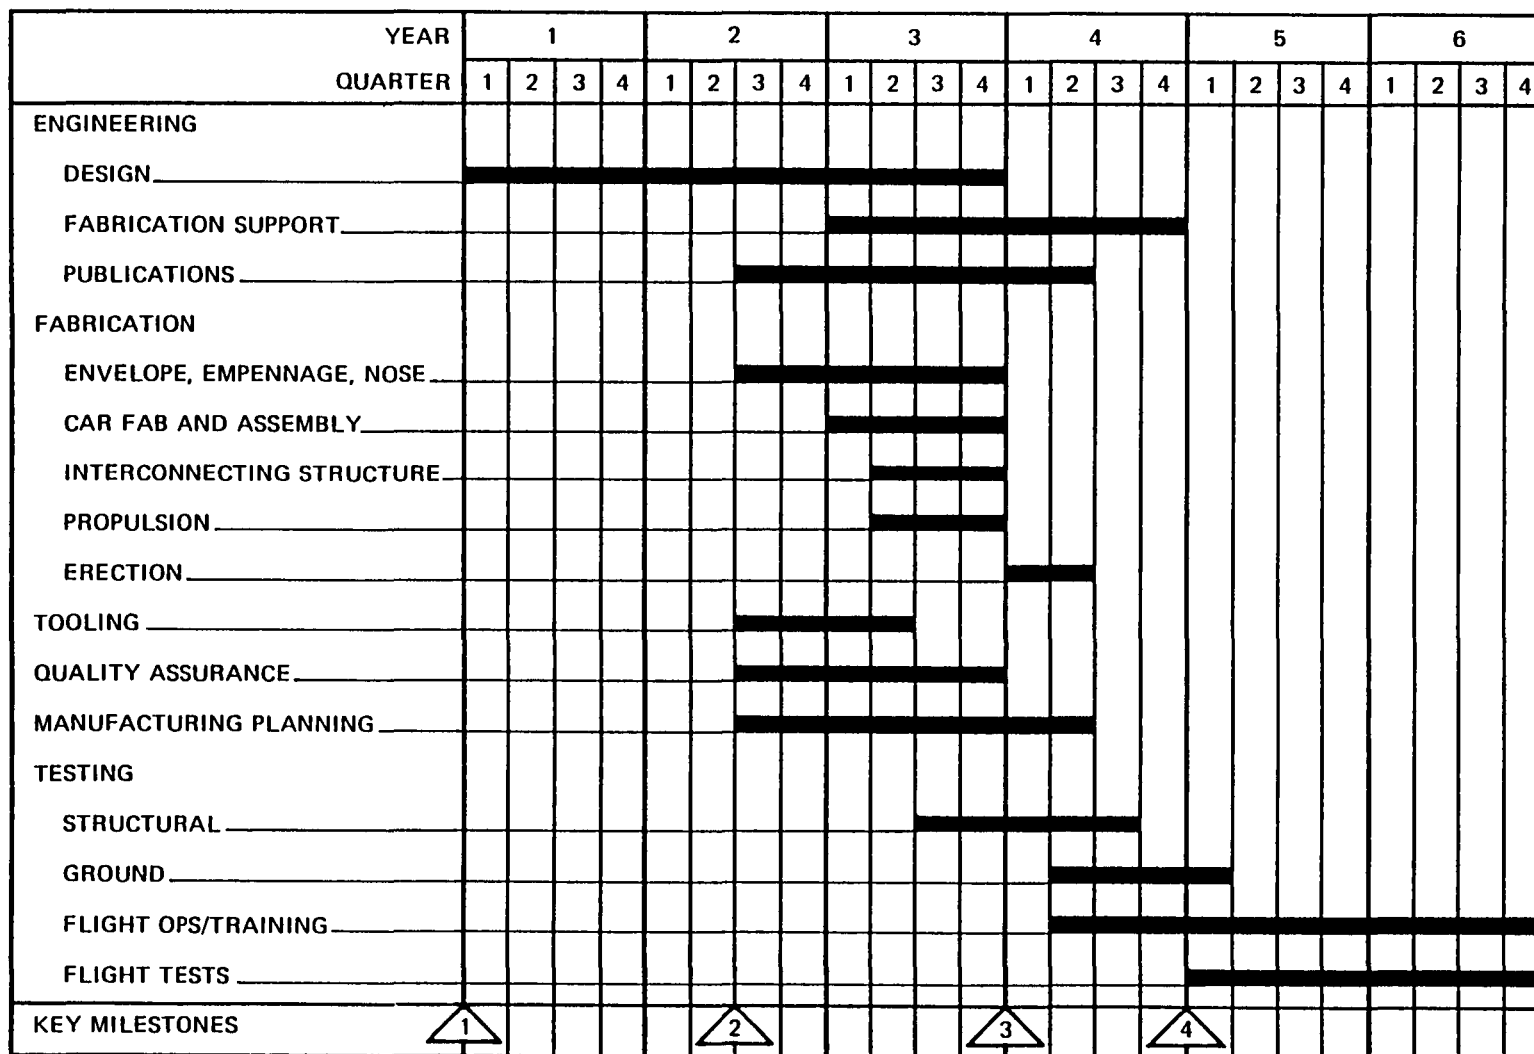 YEAR 1 2 3 4 5 6
QUARTER 1 2 3 4 1 2 3 4 1 2 3 4 1 2 3 4 1 2 3 4 1 2 3 4
ENGINEERING
DESIGN
FABRICATION SUPPORT
PUBLICATIONS
FABRICATION
ENVELOPE, EMPENNAGE, NOSE
CAR FAB AND ASSEMBLY
INTERCONNECTING STRUCTURE
PROPULSION
ERECTION
TOOLING
QUALITY ASSURANCE
MANUFACTURING PLANNING
TESTING
STRUCTURAL
GROUND
FLIGHT OPS/TRAINING
FLIGHT TESTS
KEY MILESTONES 1 2 3 4